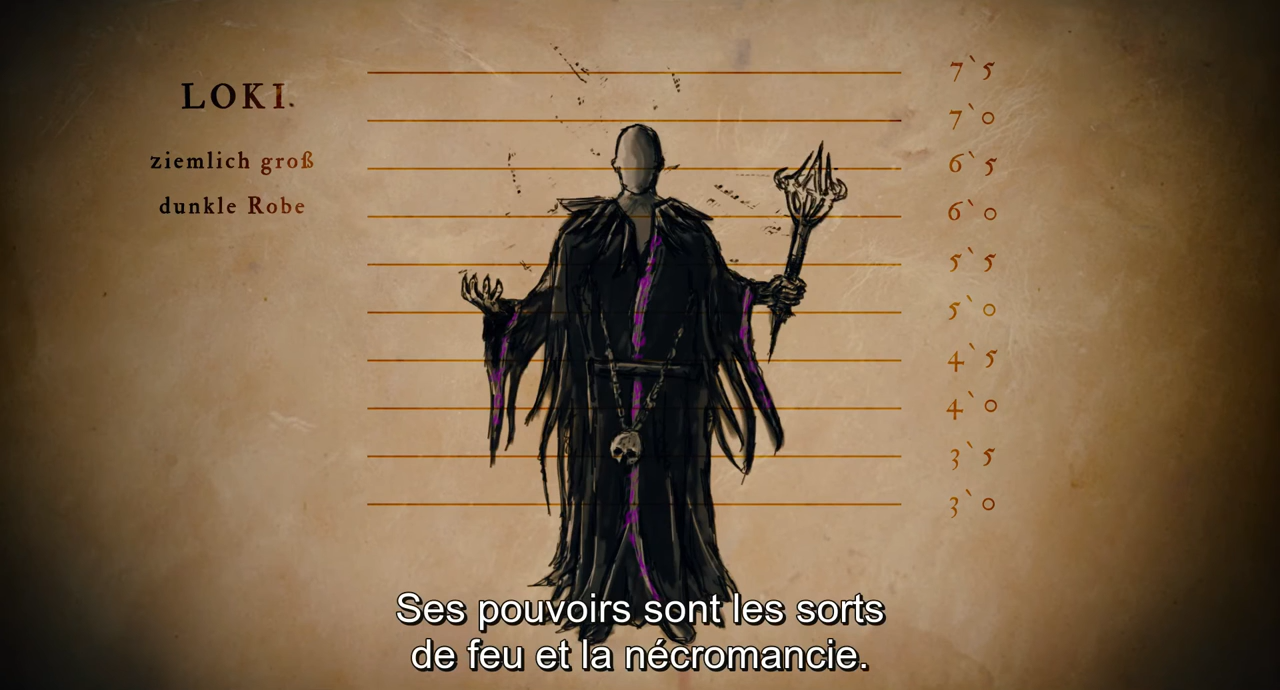 LOKI.
ziemlich groß
dunkle Robe
7`5
7`0
6`5
6`0
5`5
5`0
4`5
4`0
3`5
3`0
Ses pouvoirs sont les sorts
de feu et la nécromancie.